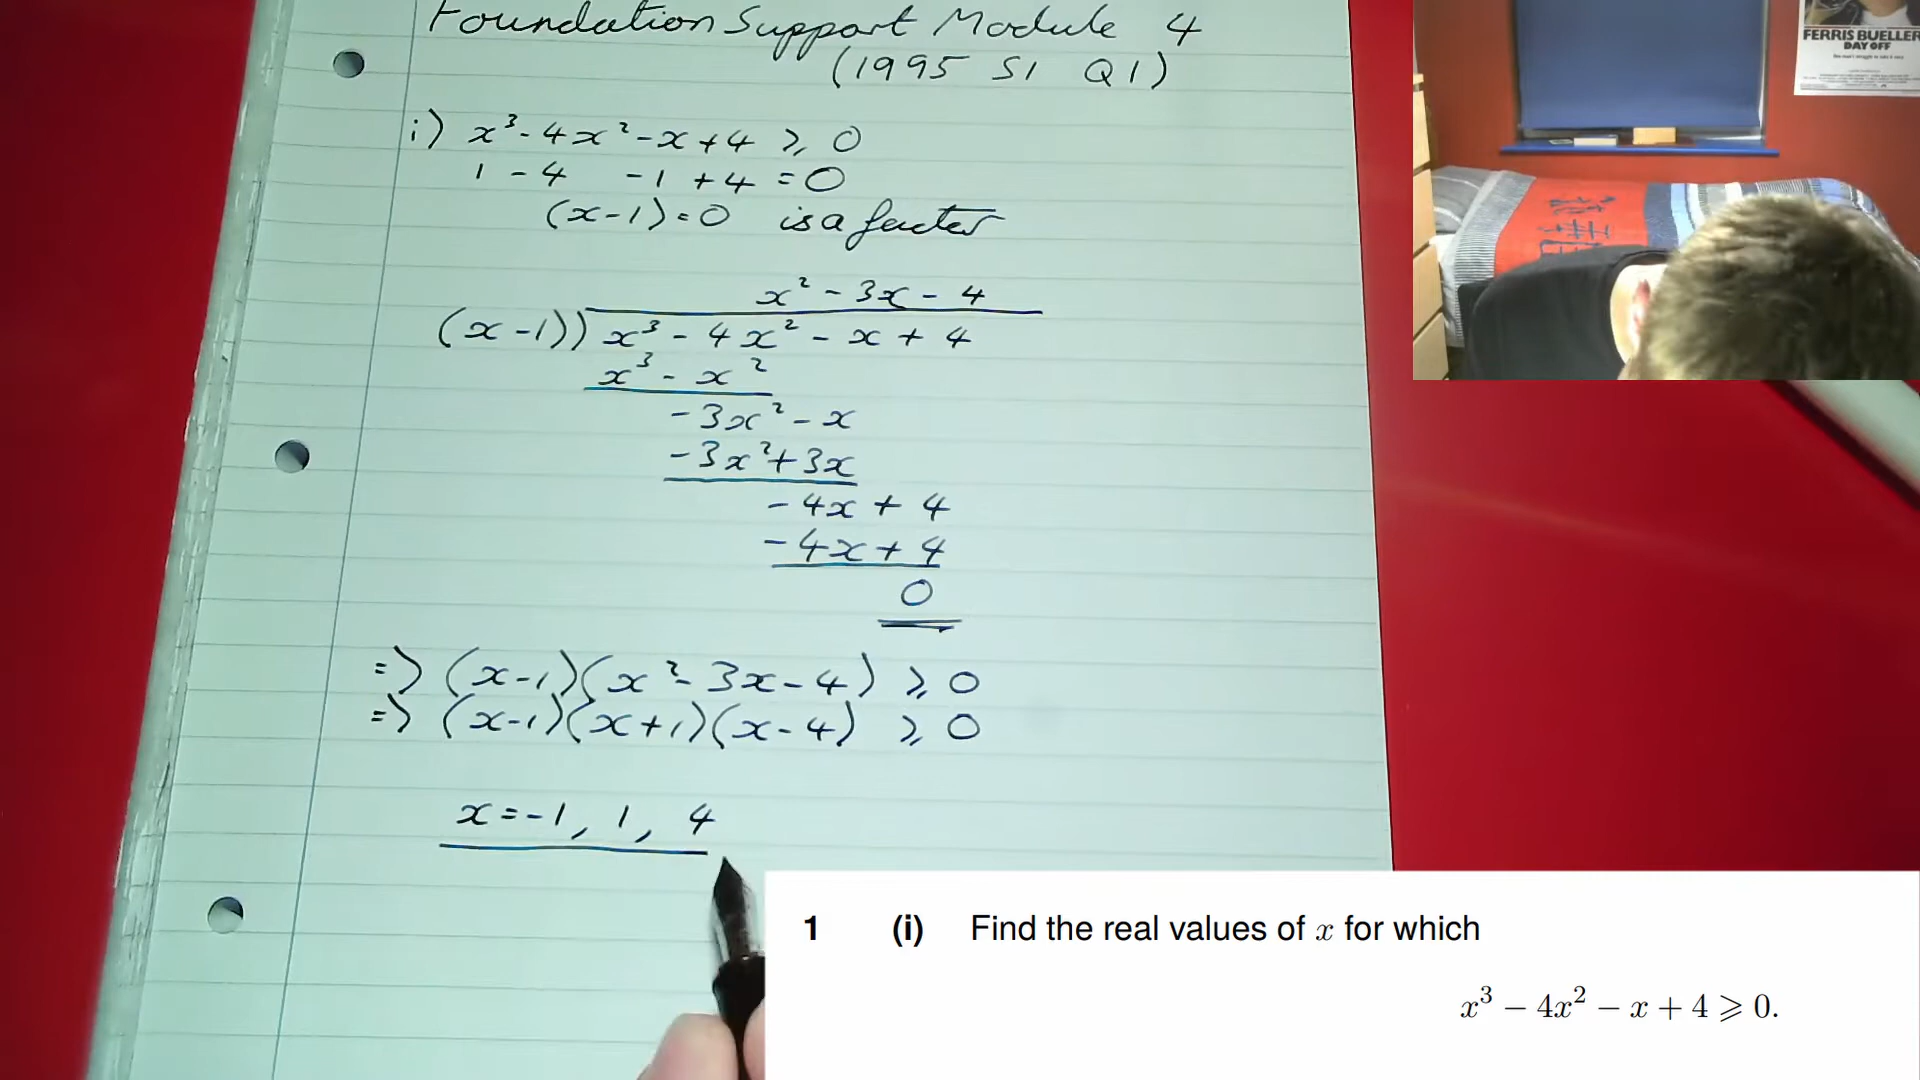 Foundation Support Module 4
(1995 S1 Q1)
i) x³-4x²-x+4 ⩾ 0
1 - 4 - 1 + 4 = 0
(x-1)=0 is a factor
x² - 3x - 4
(x-1)) x³ - 4x² - x + 4
x³ - x²
-3x² - x
-3x²+3x
-4x + 4
-4x + 4
0
=> (x-1)(x²-3x-4) ⩾ 0
=> (x-1)(x+1)(x-4) ⩾ 0
x=-1, 1, 4
FERRIS BUELLER
DAY OFF
1 (i) Find the real values of x for which
x³ − 4x² − x + 4 ⩾ 0.